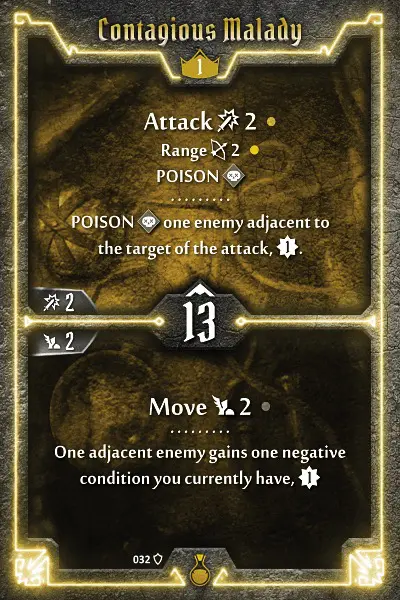 Contagious Malady
1
Attack 2
Range 2
POISON
POISON one enemy adjacent to
the target of the attack, 1.
2
13
2
Move 2
One adjacent enemy gains one negative
condition you currently have, 1
032